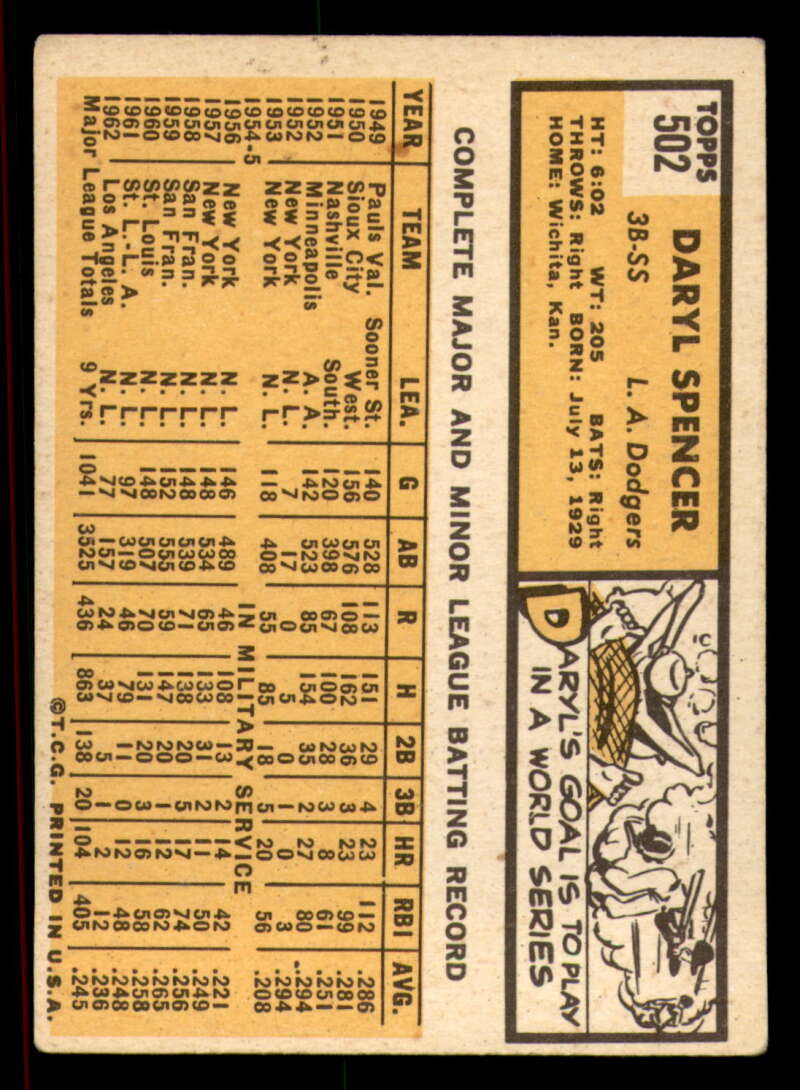 TOPPS
502
DARYL SPENCER
3B-SS L. A. Dodgers
HT: 6:02 WT: 205 BATS: Right
THROWS: Right BORN: July 13, 1929
HOME: Wichita, Kan.
DARYL'S GOAL IS TO PLAY
IN A WORLD SERIES
COMPLETE MAJOR AND MINOR LEAGUE BATTING RECORD
YEAR TEAM LEA. G AB R H 2B 3B HR RBI AVG.
1949 Pauls Val. Sooner St. 140 528 113 151 29 4 23 112 .286
1950 Sioux City West. 156 576 108 162 36 3 23 99 .281
1951 Nashville South. 120 398 67 100 28 3 8 61 .251
1952 Minneapolis A. A. 142 523 85 154 35 2 27 80 .294
1952 New York N. L. 7 17 0 5 0 1 0 3 .294
1953 New York N. L. 118 408 55 85 18 5 20 56 .208
1954-5 IN MILITARY SERVICE
1956 New York N. L. 146 489 46 108 13 2 14 42 .221
1957 New York N. L. 148 534 65 133 31 2 11 50 .249
1958 San Fran. N. L. 148 539 71 138 20 5 17 74 .256
1959 San Fran. N. L. 152 555 59 147 20 1 12 62 .265
1960 St. Louis N. L. 148 507 70 131 20 3 16 58 .258
1961 St. L.-L. A. N. L. 97 319 46 79 11 0 12 48 .248
1962 Los Angeles N. L. 77 157 24 37 5 1 2 12 .236
Major League Totals 9 Yrs. 1041 3525 436 863 138 20 104 405 .245
©T.C.G. PRINTED IN U.S.A.